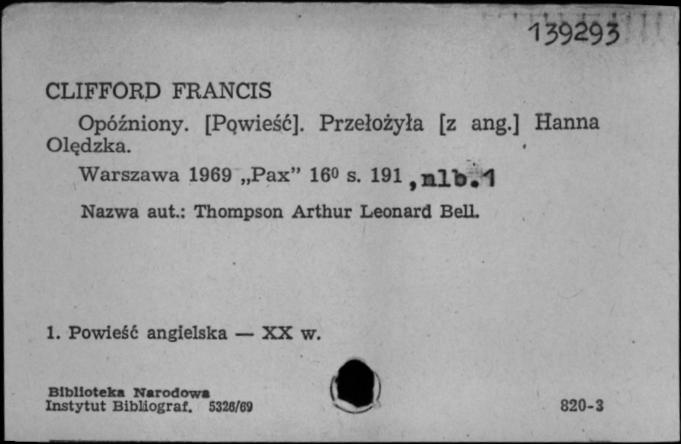 139293
CLIFFORD FRANCIS
Opóźniony. [Powieść]. Przełożyła [z ang.] Hanna
Olędzka.
Warszawa 1969 „Pax” 16⁰ s. 191, nlb.1
Nazwa aut.: Thompson Arthur Leonard Bell.
1. Powieść angielska — XX w.
Biblioteka Narodowa
Instytut Bibliograf. 5326/69
820-3